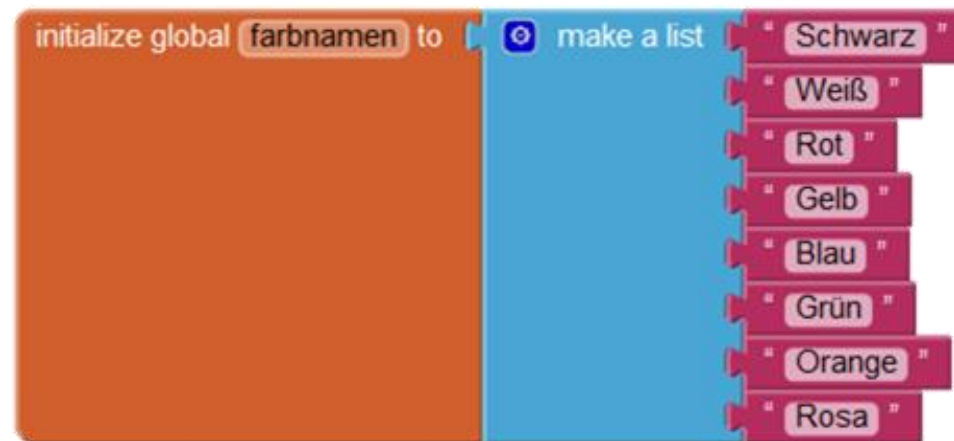 initialize global farbnamen to make a list " Schwarz "
" Weiß "
" Rot "
" Gelb "
" Blau "
" Grün "
" Orange "
" Rosa "